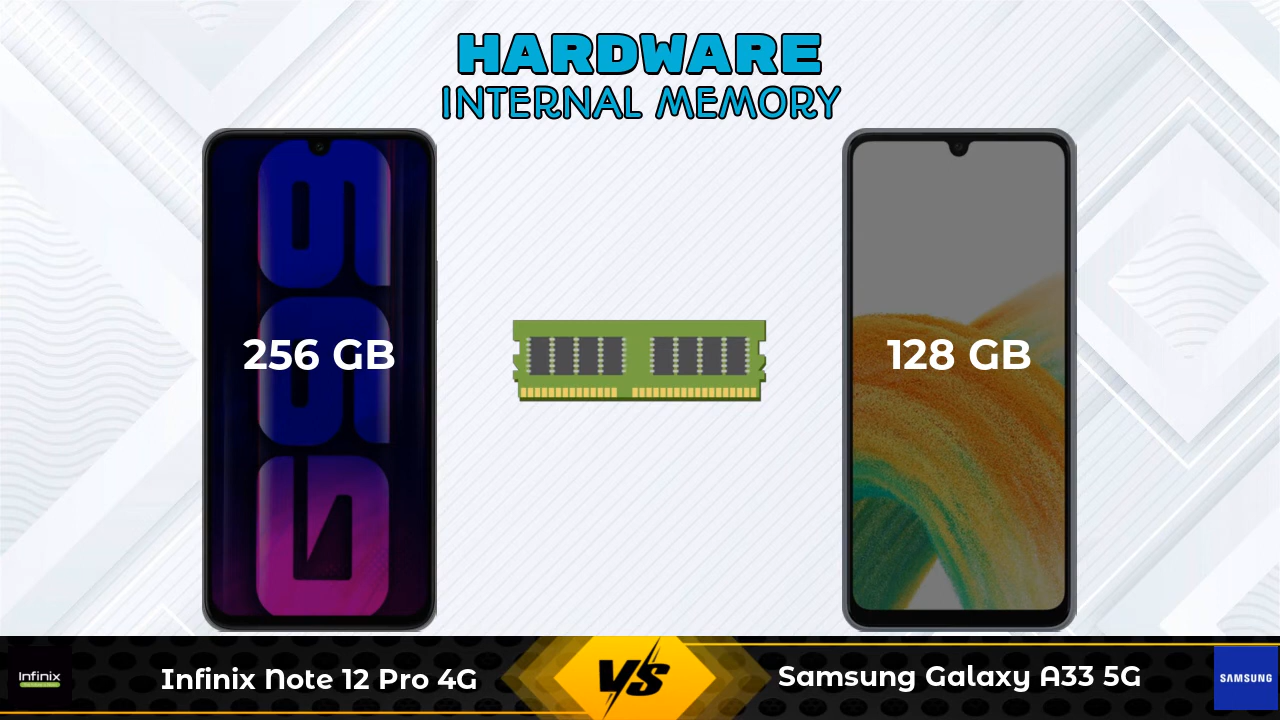 HARDWARE
INTERNAL MEMORY
256 GB
128 GB
Infinix
Infinix Note 12 Pro 4G
VS
Samsung Galaxy A33 5G
SAMSUNG